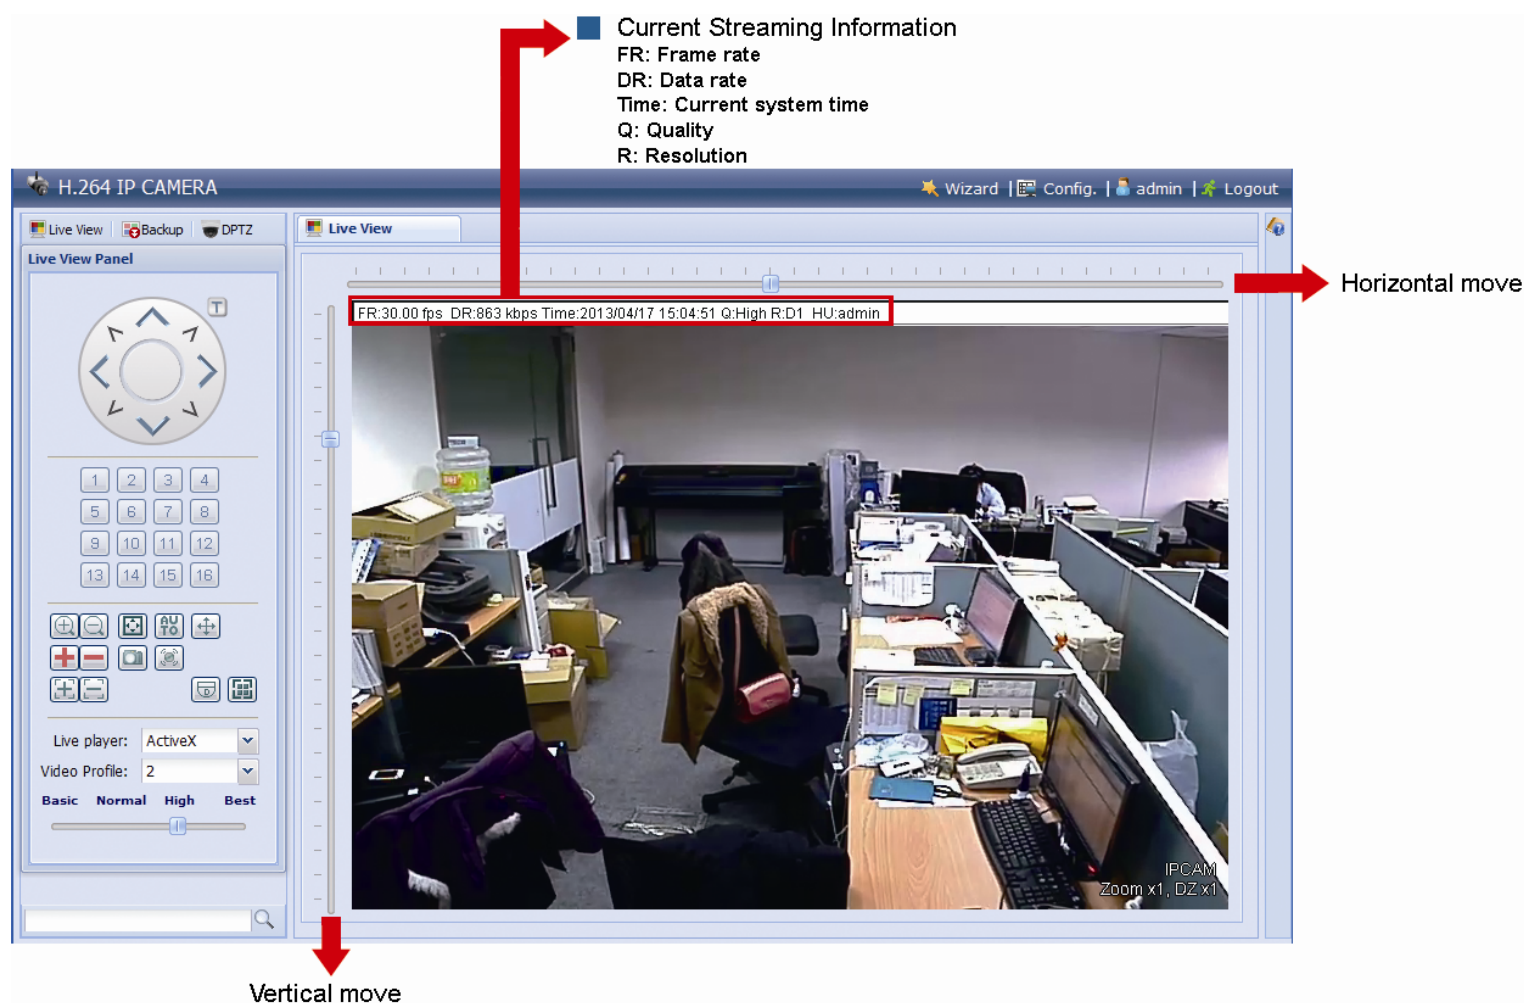 Current Streaming Information
FR: Frame rate
DR: Data rate
Time: Current system time
Q: Quality
R: Resolution
H.264 IP CAMERA
Wizard | Config. | admin | Logout
Live View Backup DPTZ
Live View
Live View Panel
T
Horizontal move
FR:30.00 fps DR:863 kbps Time:2013/04/17 15:04:51 Q:High R:D1 HU:admin
1 2 3 4
5 6 7 8
9 10 11 12
13 14 15 16
AUTO
D
Live player: ActiveX
Video Profile: 2
Basic Normal High Best
IPCAM
Zoom x1, DZ x1
Vertical move